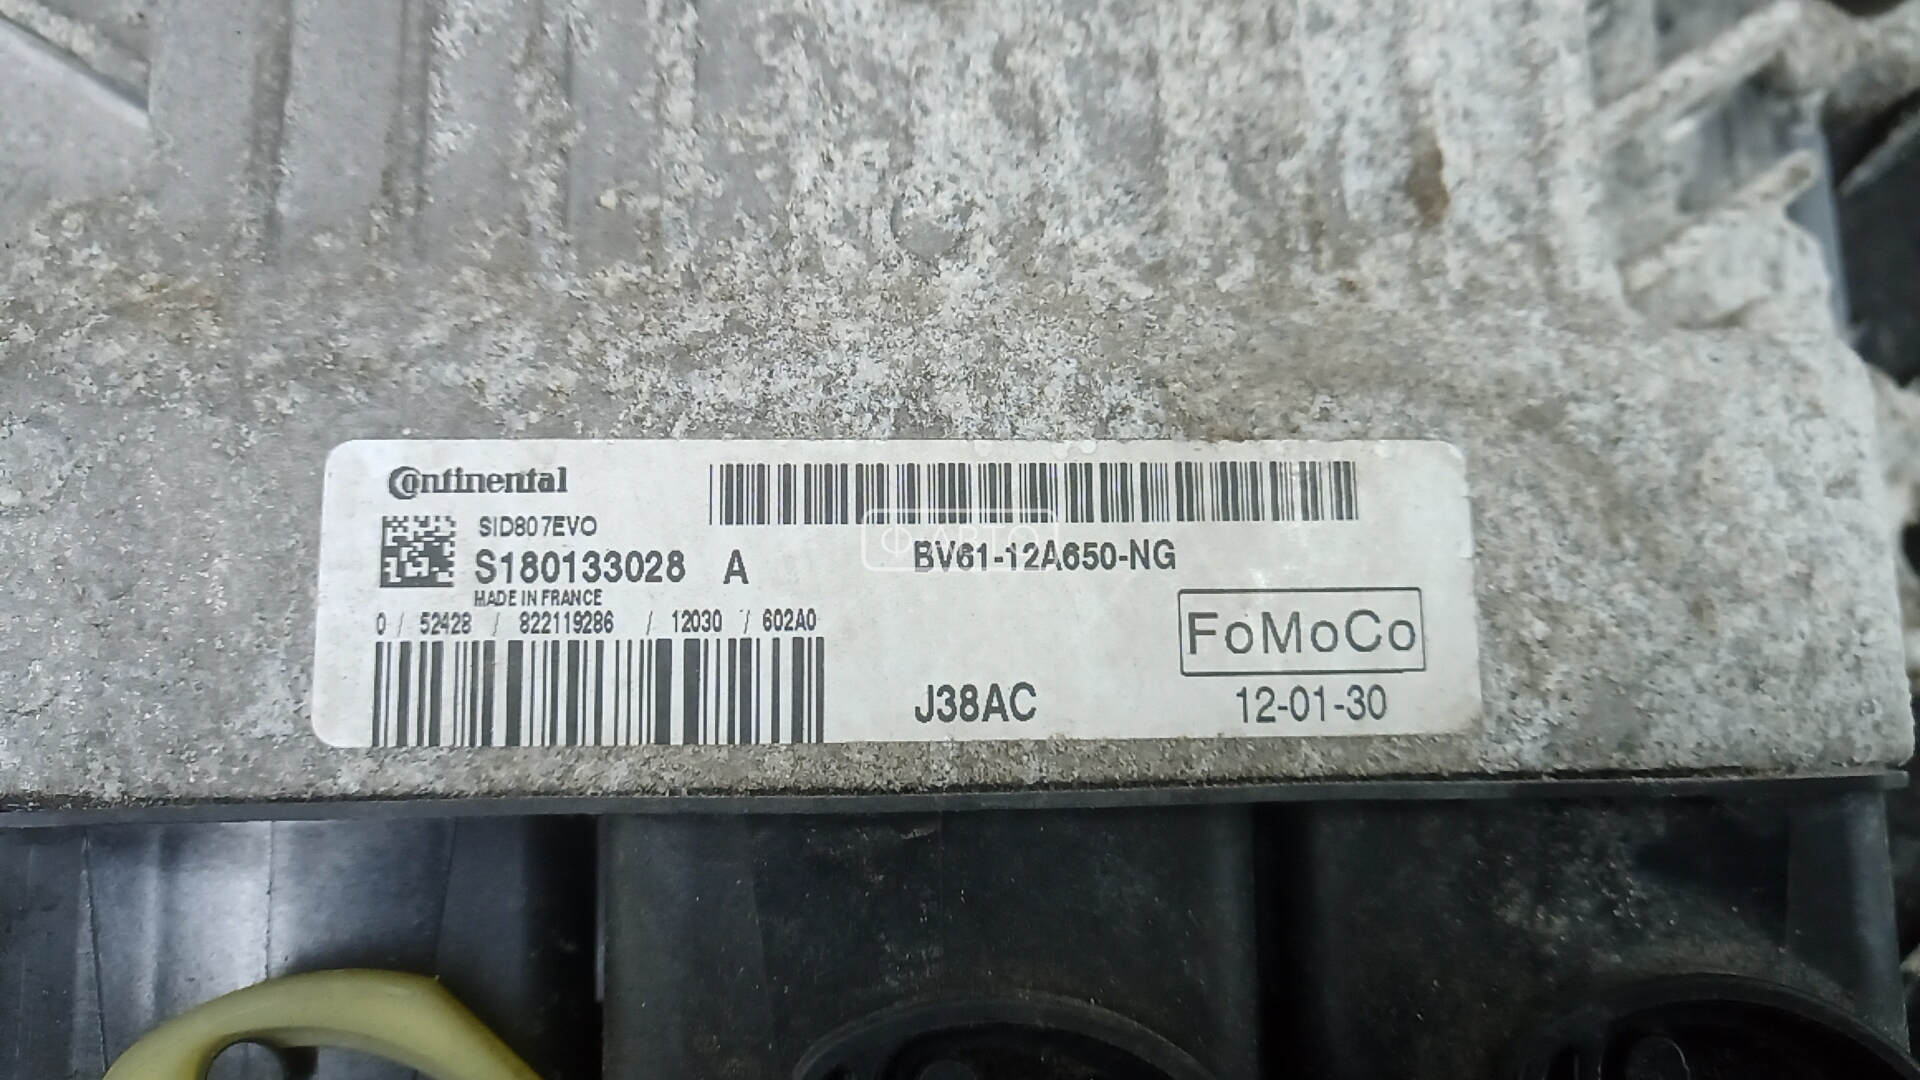 Continental
SID807EVO
S180133028 A
MADE IN FRANCE
0 / 52428 / 822119286 / 12030 / 602A0
BV61-12A650-NG
Ф АВТО
FoMoCo
J38AC
12-01-30